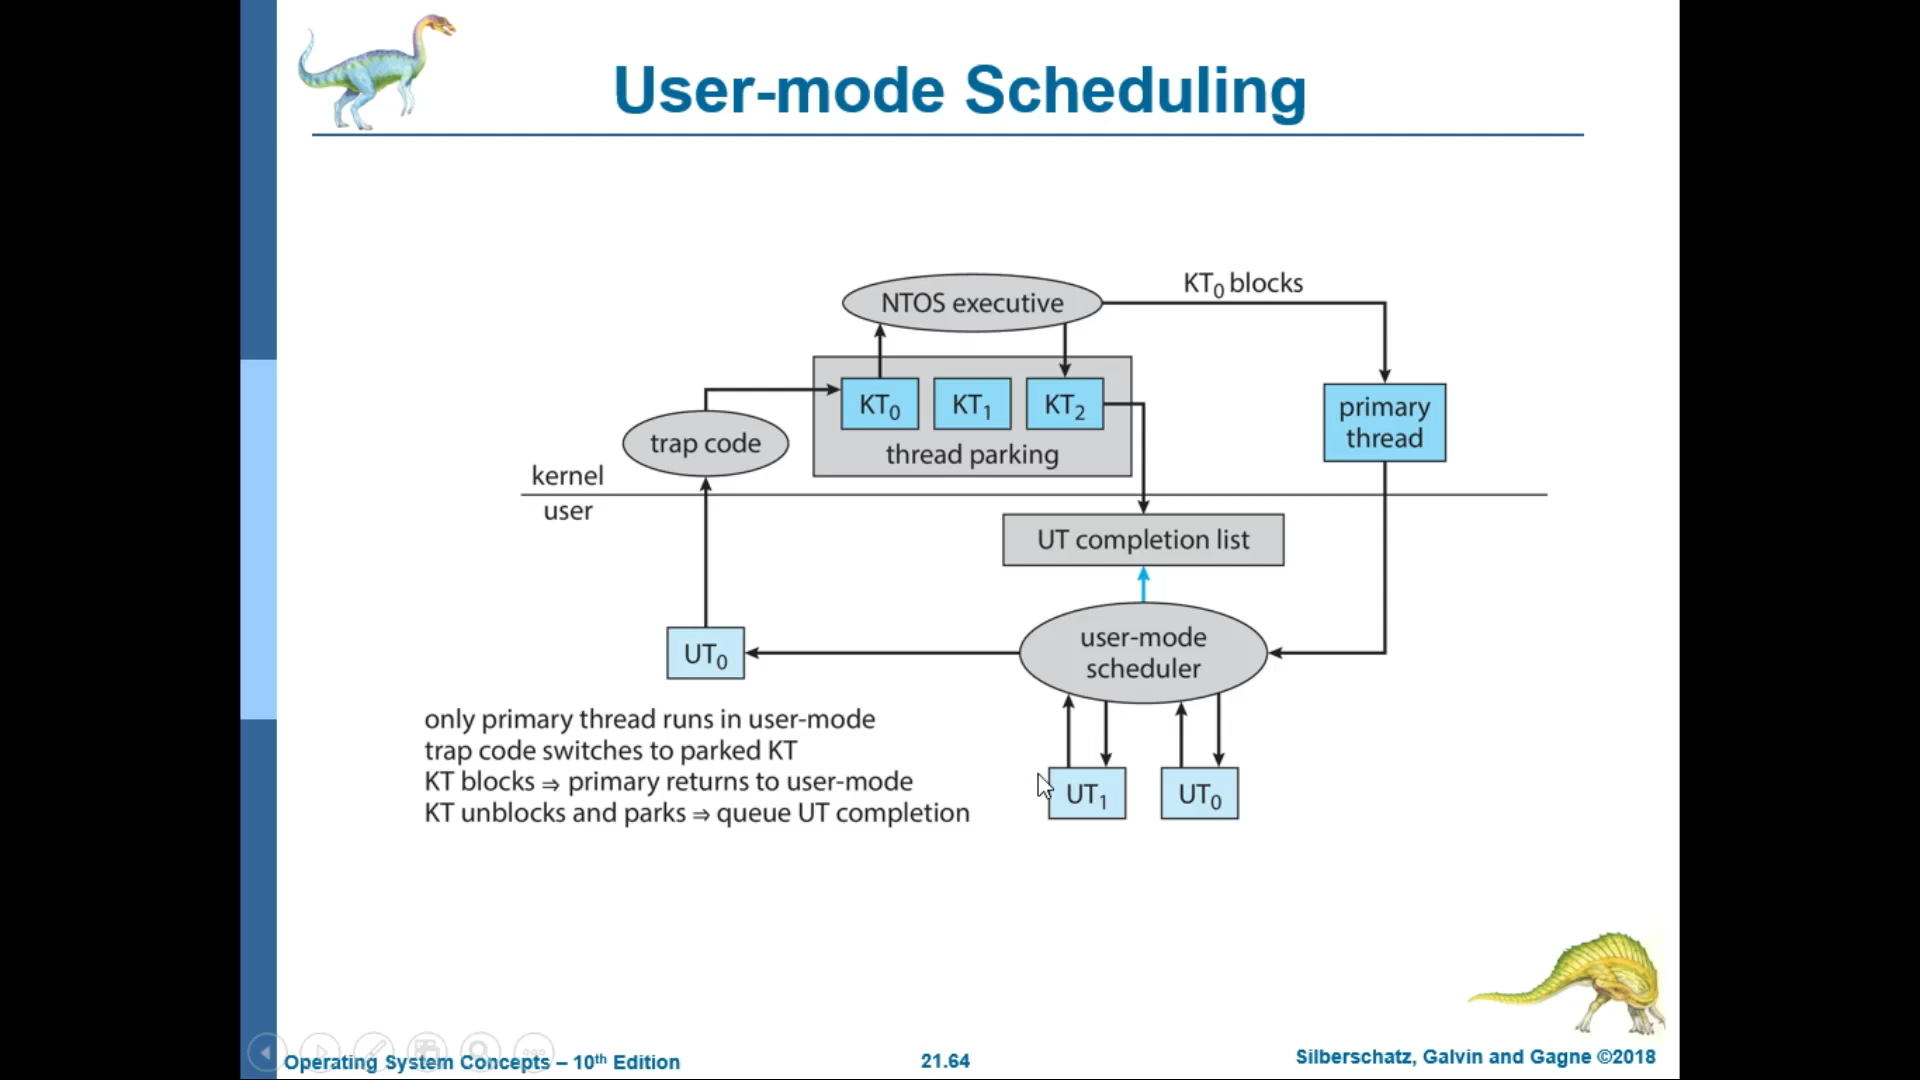 User-mode Scheduling
NTOS executive
KT0 blocks
KT0
KT1
KT2
thread parking
trap code
primary
thread
kernel
user
UT completion list
user-mode
scheduler
UT0
UT1
UT0
only primary thread runs in user-mode
trap code switches to parked KT
KT blocks ⇒ primary returns to user-mode
KT unblocks and parks ⇒ queue UT completion
Operating System Concepts – 10th Edition
21.64
Silberschatz, Galvin and Gagne ©2018